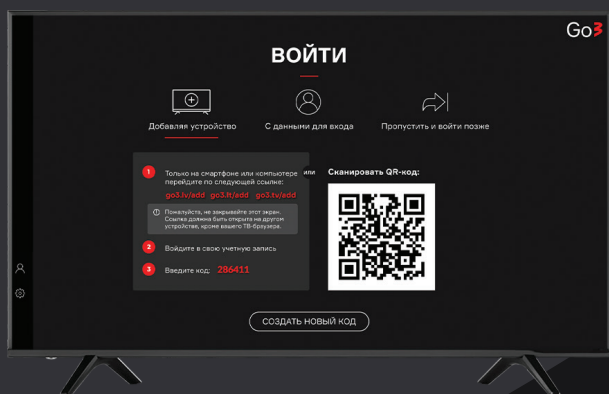 Go3
ВОЙТИ
Добавляя устройство
С данными для входа
Пропустить и войти позже
1 Только на смартфоне или компьютере
перейдите по следующей ссылке:
go3.lv/add go3.lt/add go3.tv/add
Пожалуйста, не закрывайте этот экран.
Ссылка должна быть открыта на другом
устройстве, кроме вашего ТВ-браузера.
2 Войдите в свою учетную запись
3 Введите код: 286411
или
Сканировать QR-код:
СОЗДАТЬ НОВЫЙ КОД